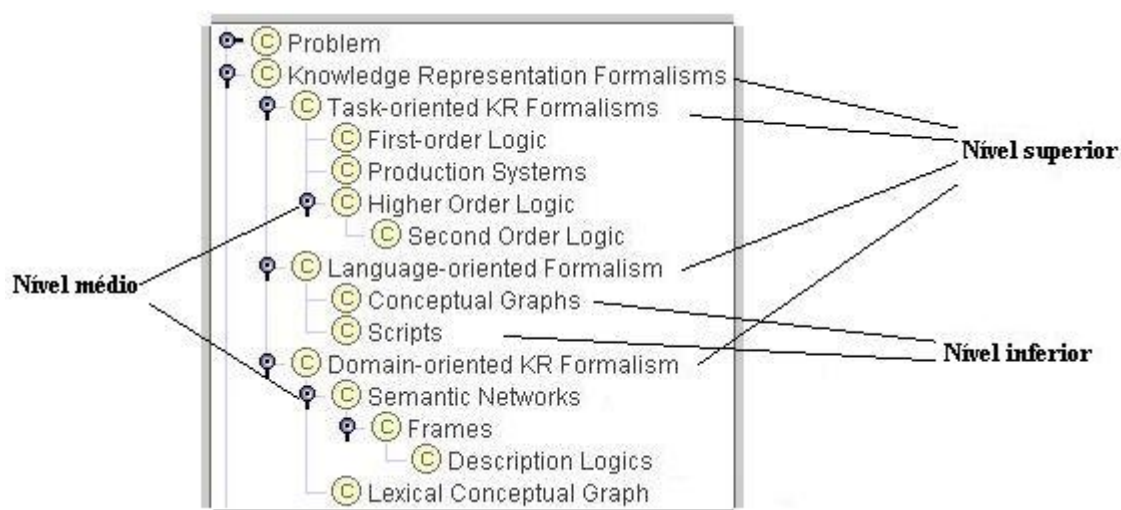 C Problem
C Knowledge Representation Formalisms
C Task-oriented KR Formalisms
C First-order Logic
C Production Systems
C Higher Order Logic
C Second Order Logic
C Language-oriented Formalism
C Conceptual Graphs
C Scripts
C Domain-oriented KR Formalism
C Semantic Networks
C Frames
C Description Logics
C Lexical Conceptual Graph
Nível médio
Nível superior
Nível inferior